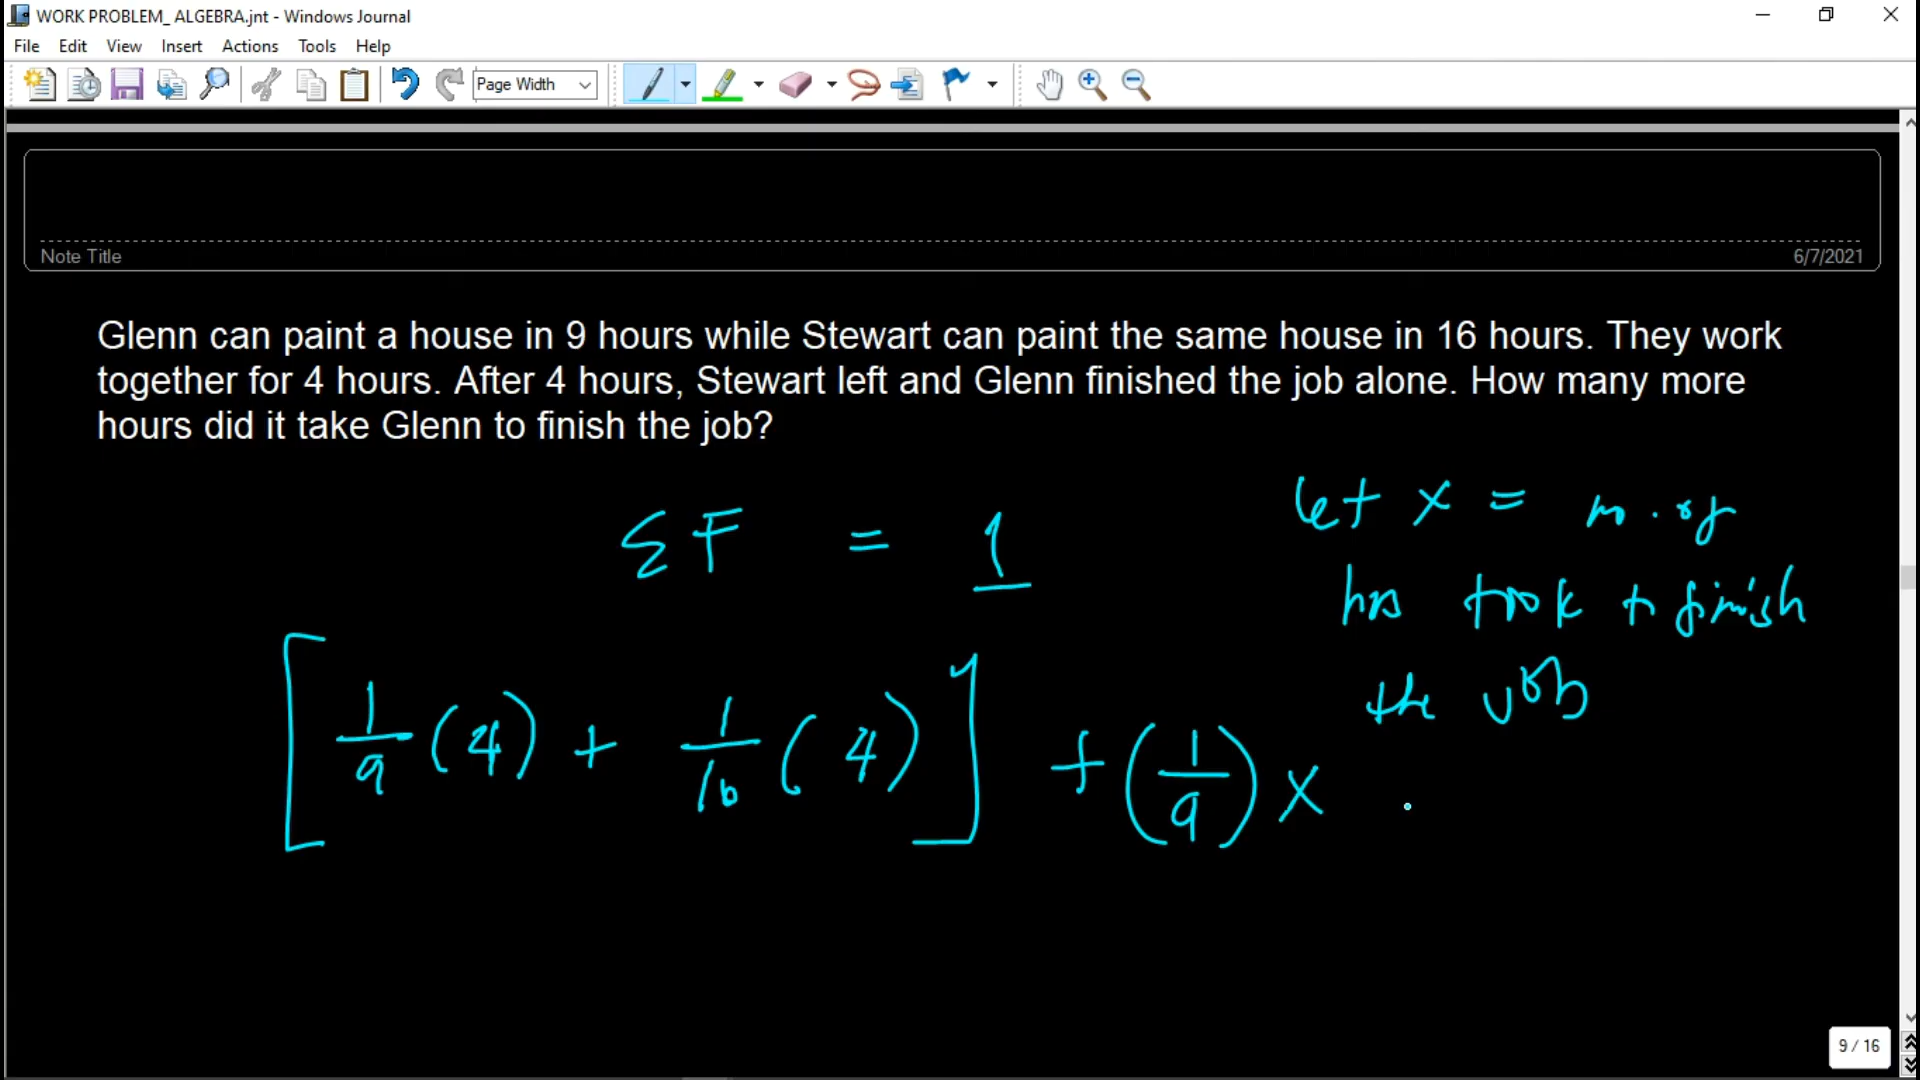 WORK PROBLEM_ ALGEBRA.jnt - Windows Journal
File Edit View Insert Actions Tools Help
Page Width
Note Title
6/7/2021
Glenn can paint a house in 9 hours while Stewart can paint the same house in 16 hours. They work
together for 4 hours. After 4 hours, Stewart left and Glenn finished the job alone. How many more
hours did it take Glenn to finish the job?
ΣF = 1
let x = no. of
hrs took to finish
the job
[1/9 (4) + 1/16 (4)] + (1/9) x
9 / 16